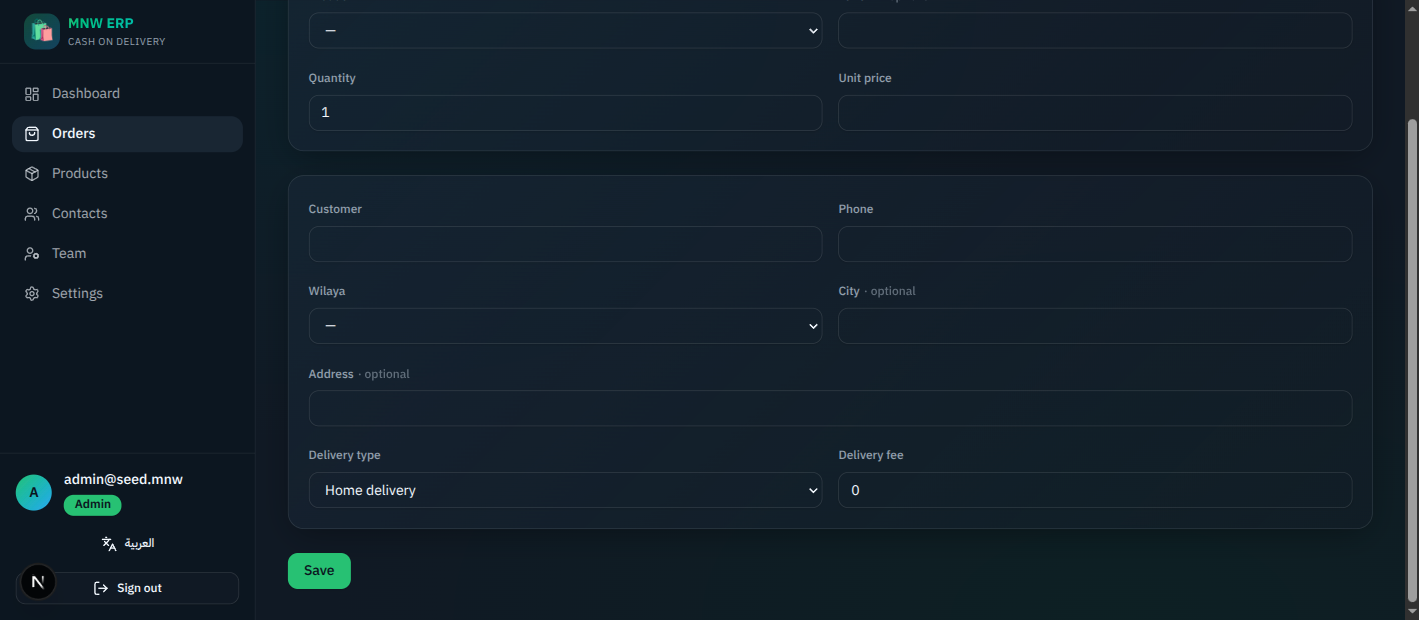 MNW ERP
CASH ON DELIVERY
Dashboard
Orders
Products
Contacts
Team
Settings
admin@seed.mnw
A
Admin
العربية
N
Sign out
—
Quantity
Unit price
1
Customer
Phone
Wilaya
City · optional
—
Address · optional
Delivery type
Delivery fee
Home delivery
0
Save